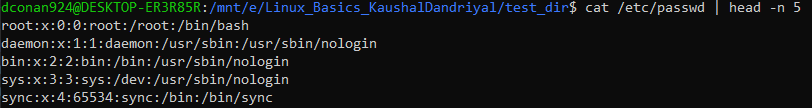 dconan924@DESKTOP-ER3R85R:/mnt/e/Linux_Basics_KaushalDandriyal/test_dir$ cat /etc/passwd | head -n 5
root:x:0:0:root:/root:/bin/bash
daemon:x:1:1:daemon:/usr/sbin:/usr/sbin/nologin
bin:x:2:2:bin:/bin:/usr/sbin/nologin
sys:x:3:3:sys:/dev:/usr/sbin/nologin
sync:x:4:65534:sync:/bin:/bin/sync